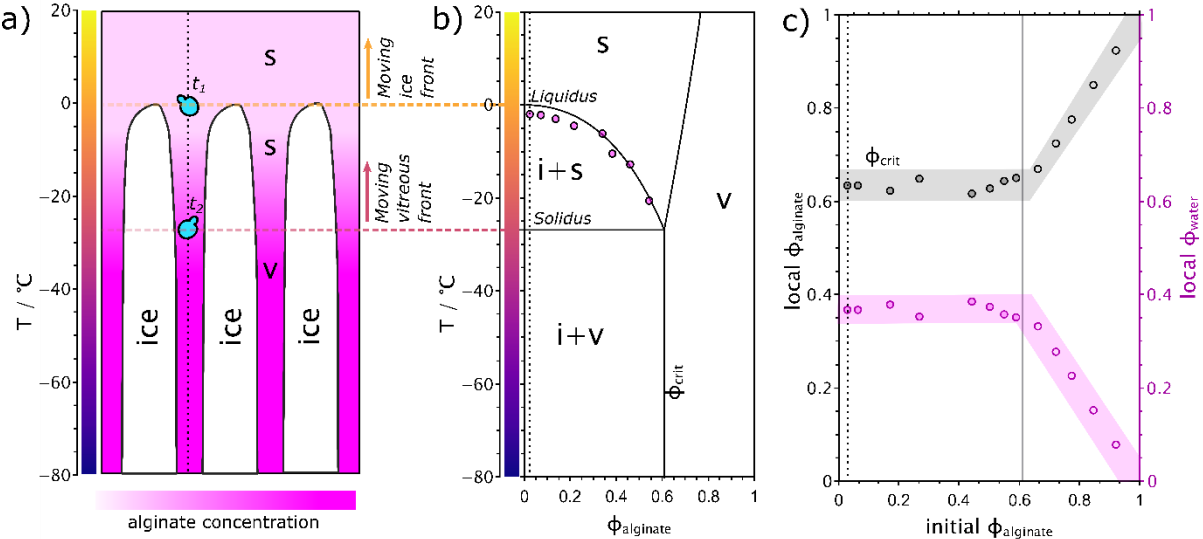 a)
20
0
−20
−40
−60
−80
T / °C
s
t1
s
t2
v
ice
ice
ice
Moving
ice
front
Moving
vitreous
front
alginate concentration
b)
20
0
−20
−40
−60
−80
T / °C
s
Liquidus
i+s
Solidus
v
i+v
ϕcrit
0
0.2
0.4
0.6
0.8
1
ϕalginate
c)
1
0.8
0.6
0.4
0.2
0
local ϕalginate
ϕcrit
0
0.2
0.4
0.6
0.8
1
initial ϕalginate
0
0.2
0.4
0.6
0.8
1
local ϕwater